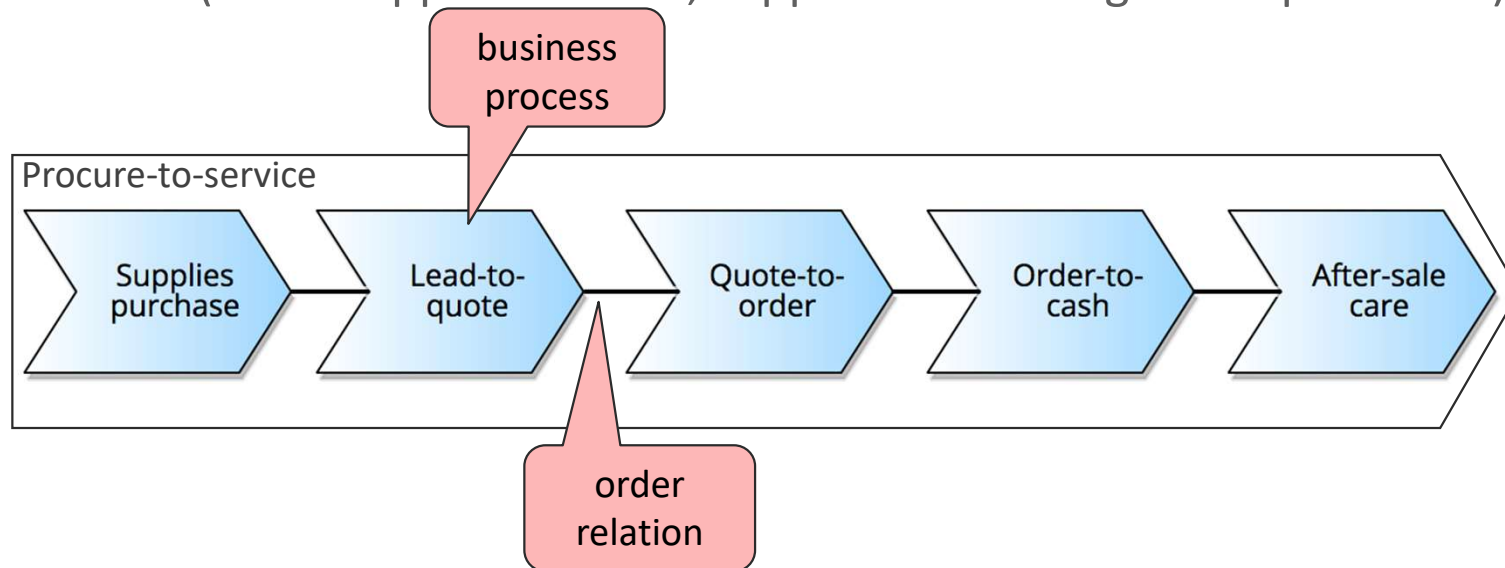 business
process
Procure-to-service
Supplies
purchase
Lead-to-
quote
Quote-to-
order
Order-to-
cash
After-sale
care
order
relation